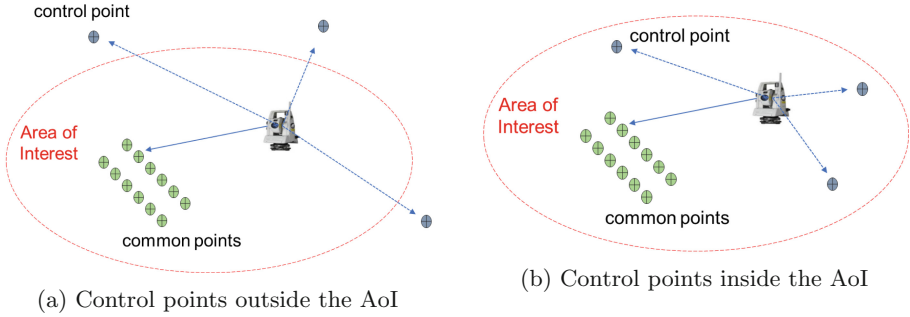 control point
Area of
Interest
common points
(a) Control points outside the AoI
control point
Area of
Interest
common points
(b) Control points inside the AoI